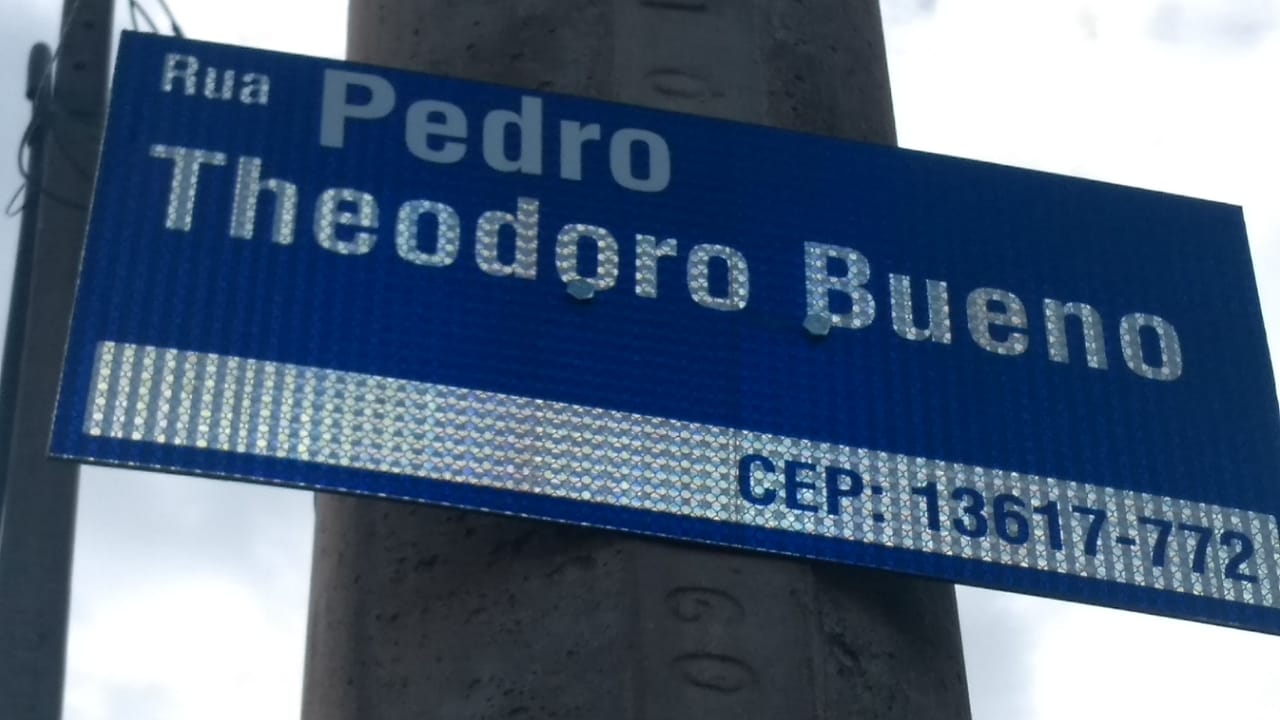 Rua Pedro
Theodoro Bueno
CEP: 13617-772